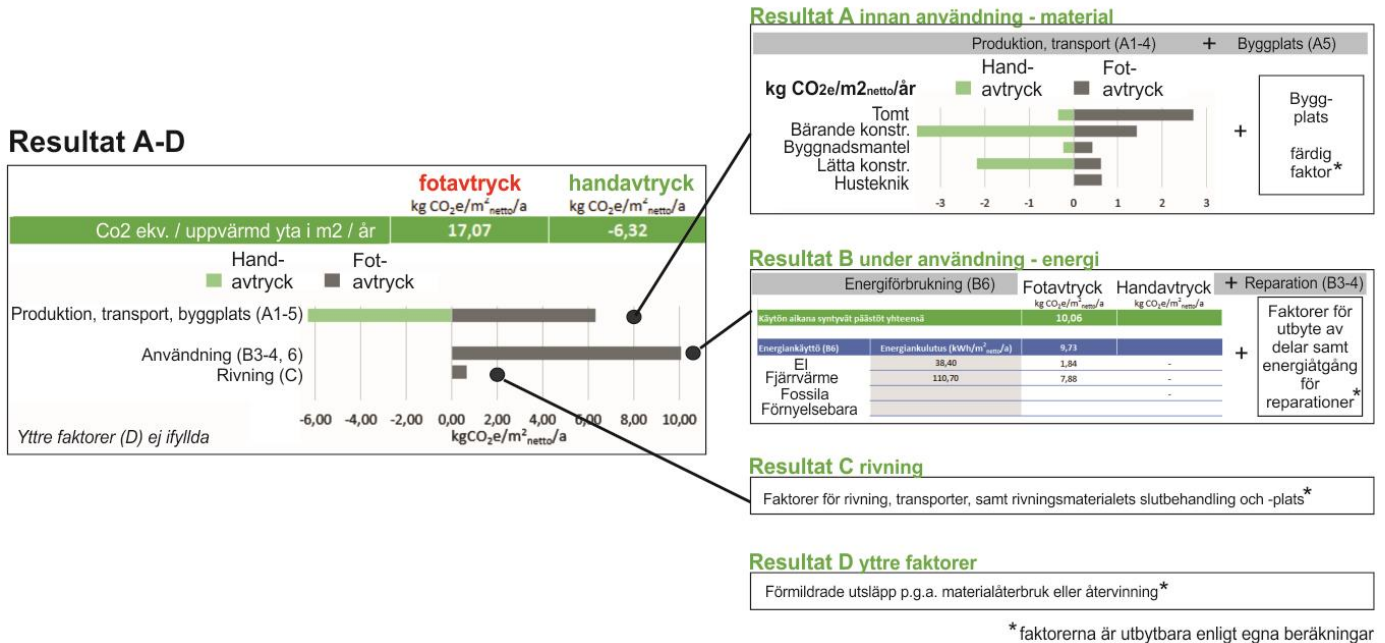 Resultat A-D
fotavtryck handavtryck
kg CO₂e/m²netto/a kg CO₂e/m²netto/a
Co2 ekv. / uppvärmd yta i m2 / år 17,07 -6,32
Hand-
avtryck
Fot-
avtryck
Produktion, transport, byggplats (A1-5)
Användning (B3-4, 6)
Rivning (C)
-6,00 -4,00 -2,00 0,00 2,00 4,00 6,00 8,00 10,00
kgCO₂e/m²netto/a
Yttre faktorer (D) ej ifyllda
Resultat A innan användning - material
Produktion, transport (A1-4) + Byggplats (A5)
kg CO2e/m2netto/år
Hand-
avtryck
Fot-
avtryck
Tomt
Bärande konstr.
Byggnadsmantel
Lätta konstr.
Husteknik
-3 -2 -1 0 1 2 3
+
Bygg-
plats
färdig
faktor*
Resultat B under användning - energi
Energiförbrukning (B6) Fotavtryck Handavtryck + Reparation (B3-4)
kg CO₂e/m²netto/a kg CO₂e/m²netto/a
Käytön aikana syntyvät päästöt yhteensä 10,06
Energiankäyttö (B6) Energiankulutus (kWh/m²netto/a) 9,73
El 38,40 1,84 -
Fjärrvärme 110,70 7,88 -
Fossila -
Förnyelsebara
+
Faktorer för
utbyte av
delar samt
energiåtgång
för
reparationer*
Resultat C rivning
Faktorer för rivning, transporter, samt rivningsmaterialets slutbehandling och -plats*
Resultat D yttre faktorer
Förmildrade utsläpp p.g.a. materialåterbruk eller återvinning*
* faktorerna är utbytbara enligt egna beräkningar